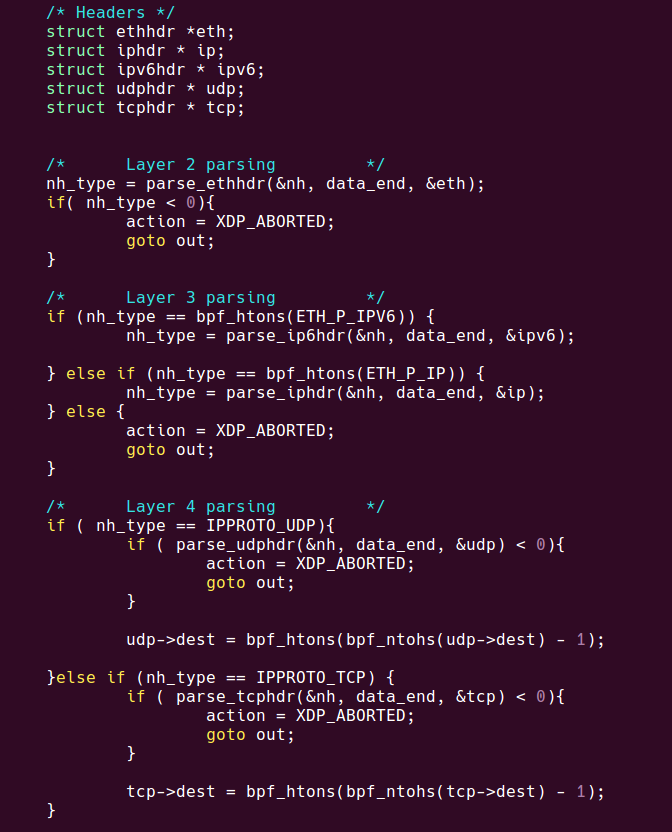 /* Headers */
struct ethhdr *eth;
struct iphdr * ip;
struct ipv6hdr * ipv6;
struct udphdr * udp;
struct tcphdr * tcp;
/*      Layer 2 parsing         */
nh_type = parse_ethhdr(&nh, data_end, &eth);
if( nh_type < 0){
        action = XDP_ABORTED;
        goto out;
}
/*      Layer 3 parsing         */
if (nh_type == bpf_htons(ETH_P_IPV6)) {
        nh_type = parse_ip6hdr(&nh, data_end, &ipv6);
} else if (nh_type == bpf_htons(ETH_P_IP)) {
        nh_type = parse_iphdr(&nh, data_end, &ip);
} else {
        action = XDP_ABORTED;
        goto out;
}
/*      Layer 4 parsing         */
if ( nh_type == IPPROTO_UDP){
        if ( parse_udphdr(&nh, data_end, &udp) < 0){
                action = XDP_ABORTED;
                goto out;
        }
        udp->dest = bpf_htons(bpf_ntohs(udp->dest) - 1);
}else if (nh_type == IPPROTO_TCP) {
        if ( parse_tcphdr(&nh, data_end, &tcp) < 0){
                action = XDP_ABORTED;
                goto out;
        }
        tcp->dest = bpf_htons(bpf_ntohs(tcp->dest) - 1);
}